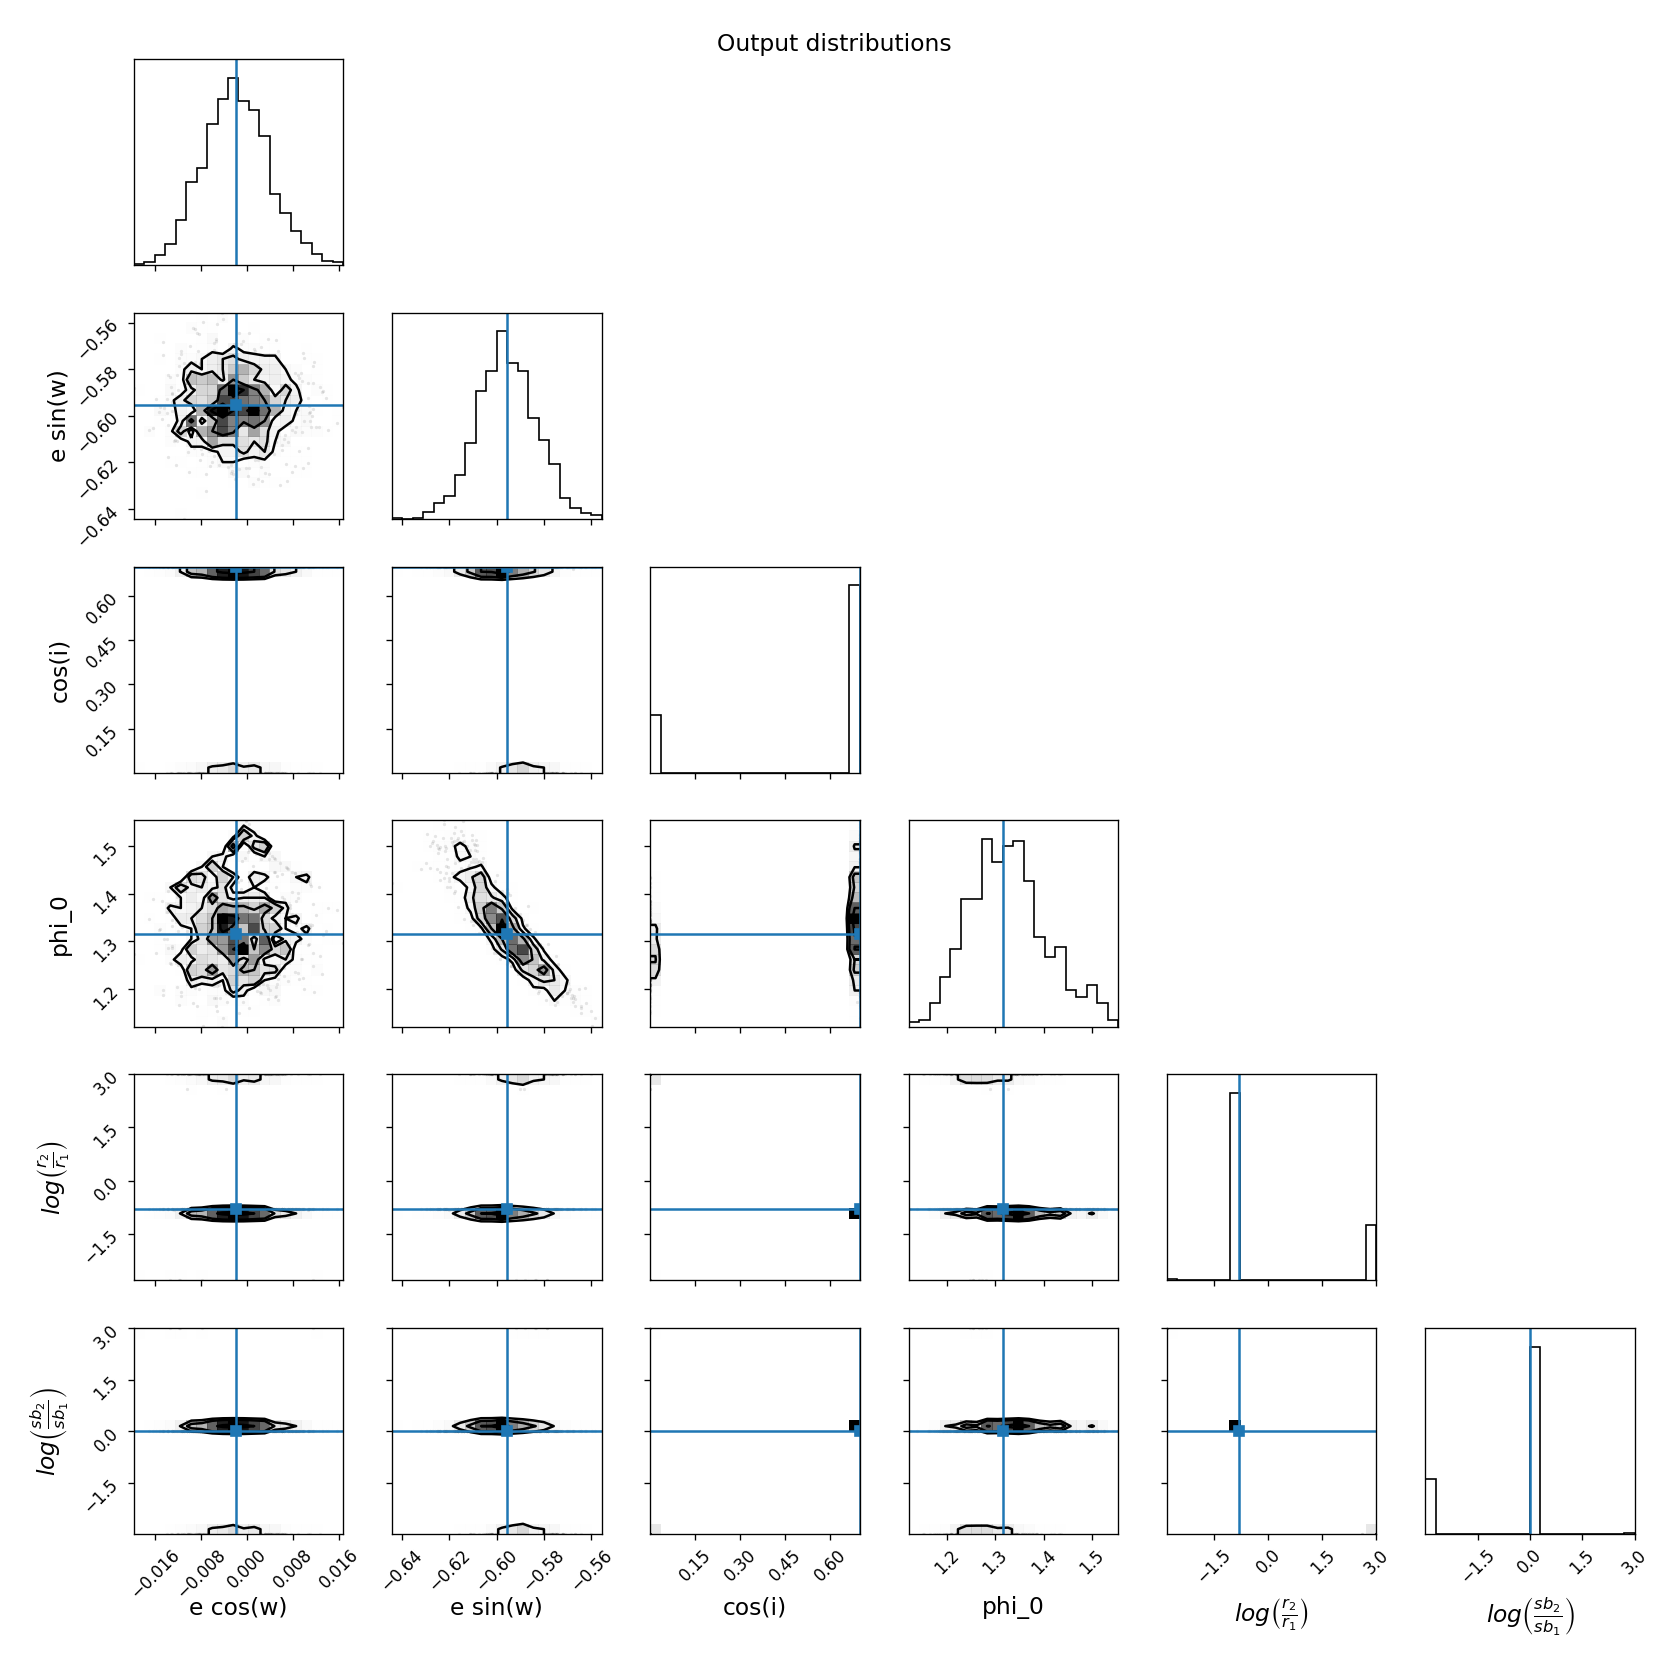 Output distributions
e sin(w)
−0.56
−0.58
−0.60
−0.62
−0.64
cos(i)
0.60
0.45
0.30
0.15
phi_0
1.5
1.4
1.3
1.2
log(r₂/r₁)
3.0
1.5
0.0
−1.5
log(sb₂/sb₁)
3.0
1.5
0.0
−1.5
−0.016 −0.008 0.000 0.008 0.016
−0.64 −0.62 −0.60 −0.58 −0.56
0.15 0.30 0.45 0.60
1.2 1.3 1.4 1.5
−1.5 0.0 1.5 3.0
−1.5 0.0 1.5 3.0
e cos(w)
e sin(w)
cos(i)
phi_0
log(r₂/r₁)
log(sb₂/sb₁)